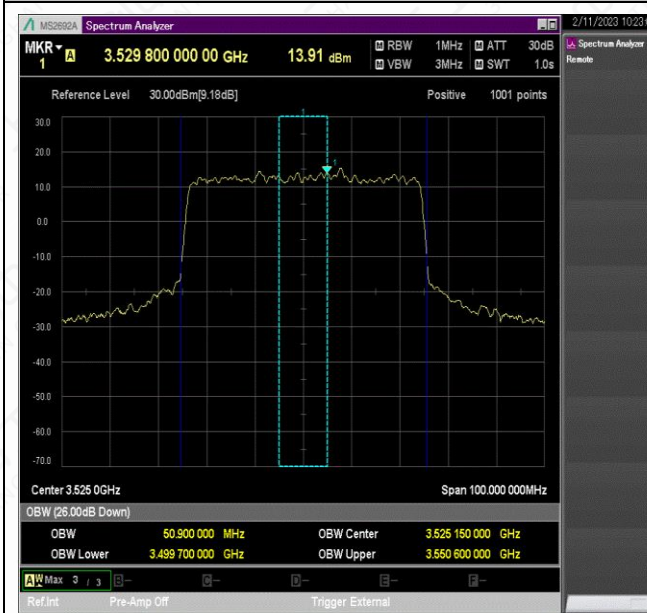 MS2692A Spectrum Analyzer
2/11/2023 10:23:
MKR 1 A 3.529 800 000 00 GHz 13.91 dBm M RBW 1MHz M ATT 30dB
M VBW 3MHz M SWT 1.0s
Spectrum Analyzer
Remote
Reference Level 30.00dBm[9.18dB] Positive 1001 points
1
30.0
20.0
1
10.0
0.0
-10.0
-20.0
-30.0
-40.0
-50.0
-60.0
-70.0
Center 3.525 0GHz Span 100.000 000MHz
OBW (26.00dB Down)
OBW 50.900 000 MHz OBW Center 3.525 150 000 GHz
OBW Lower 3.499 700 000 GHz OBW Upper 3.550 600 000 GHz
A W Max 3 / 3 B- C- D- E- F-
Ref.Int Pre-Amp Off Trigger External